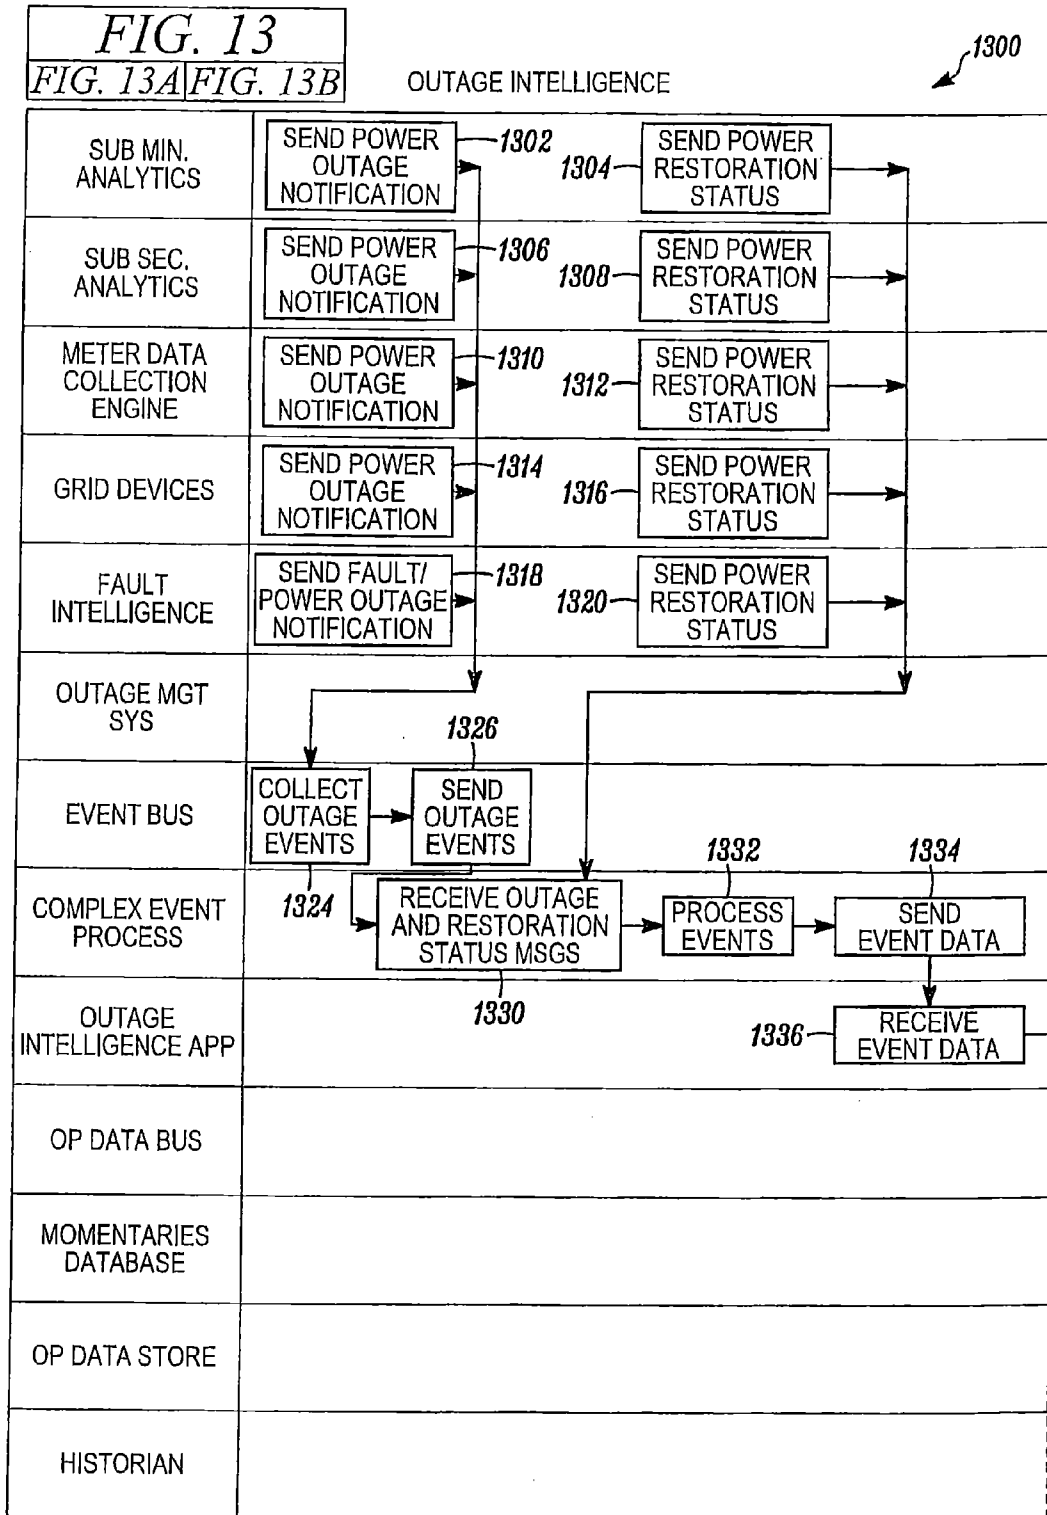 FIG. 13
FIG. 13A FIG. 13B
OUTAGE INTELLIGENCE
1300
SUB MIN.
ANALYTICS
SEND POWER
OUTAGE
NOTIFICATION
1302
1304
SEND POWER
RESTORATION
STATUS
SUB SEC.
ANALYTICS
SEND POWER
OUTAGE
NOTIFICATION
1306
1308
SEND POWER
RESTORATION
STATUS
METER DATA
COLLECTION
ENGINE
SEND POWER
OUTAGE
NOTIFICATION
1310
1312
SEND POWER
RESTORATION
STATUS
GRID DEVICES
SEND POWER
OUTAGE
NOTIFICATION
1314
1316
SEND POWER
RESTORATION
STATUS
FAULT
INTELLIGENCE
SEND FAULT/
POWER OUTAGE
NOTIFICATION
1318
1320
SEND POWER
RESTORATION
STATUS
OUTAGE MGT
SYS
1326
EVENT BUS
COLLECT
OUTAGE
EVENTS
SEND
OUTAGE
EVENTS
1324
1332
1334
COMPLEX EVENT
PROCESS
RECEIVE OUTAGE
AND RESTORATION
STATUS MSGS
PROCESS
EVENTS
SEND
EVENT DATA
1330
OUTAGE
INTELLIGENCE APP
1336
RECEIVE
EVENT DATA
OP DATA BUS
MOMENTARIES
DATABASE
OP DATA STORE
HISTORIAN